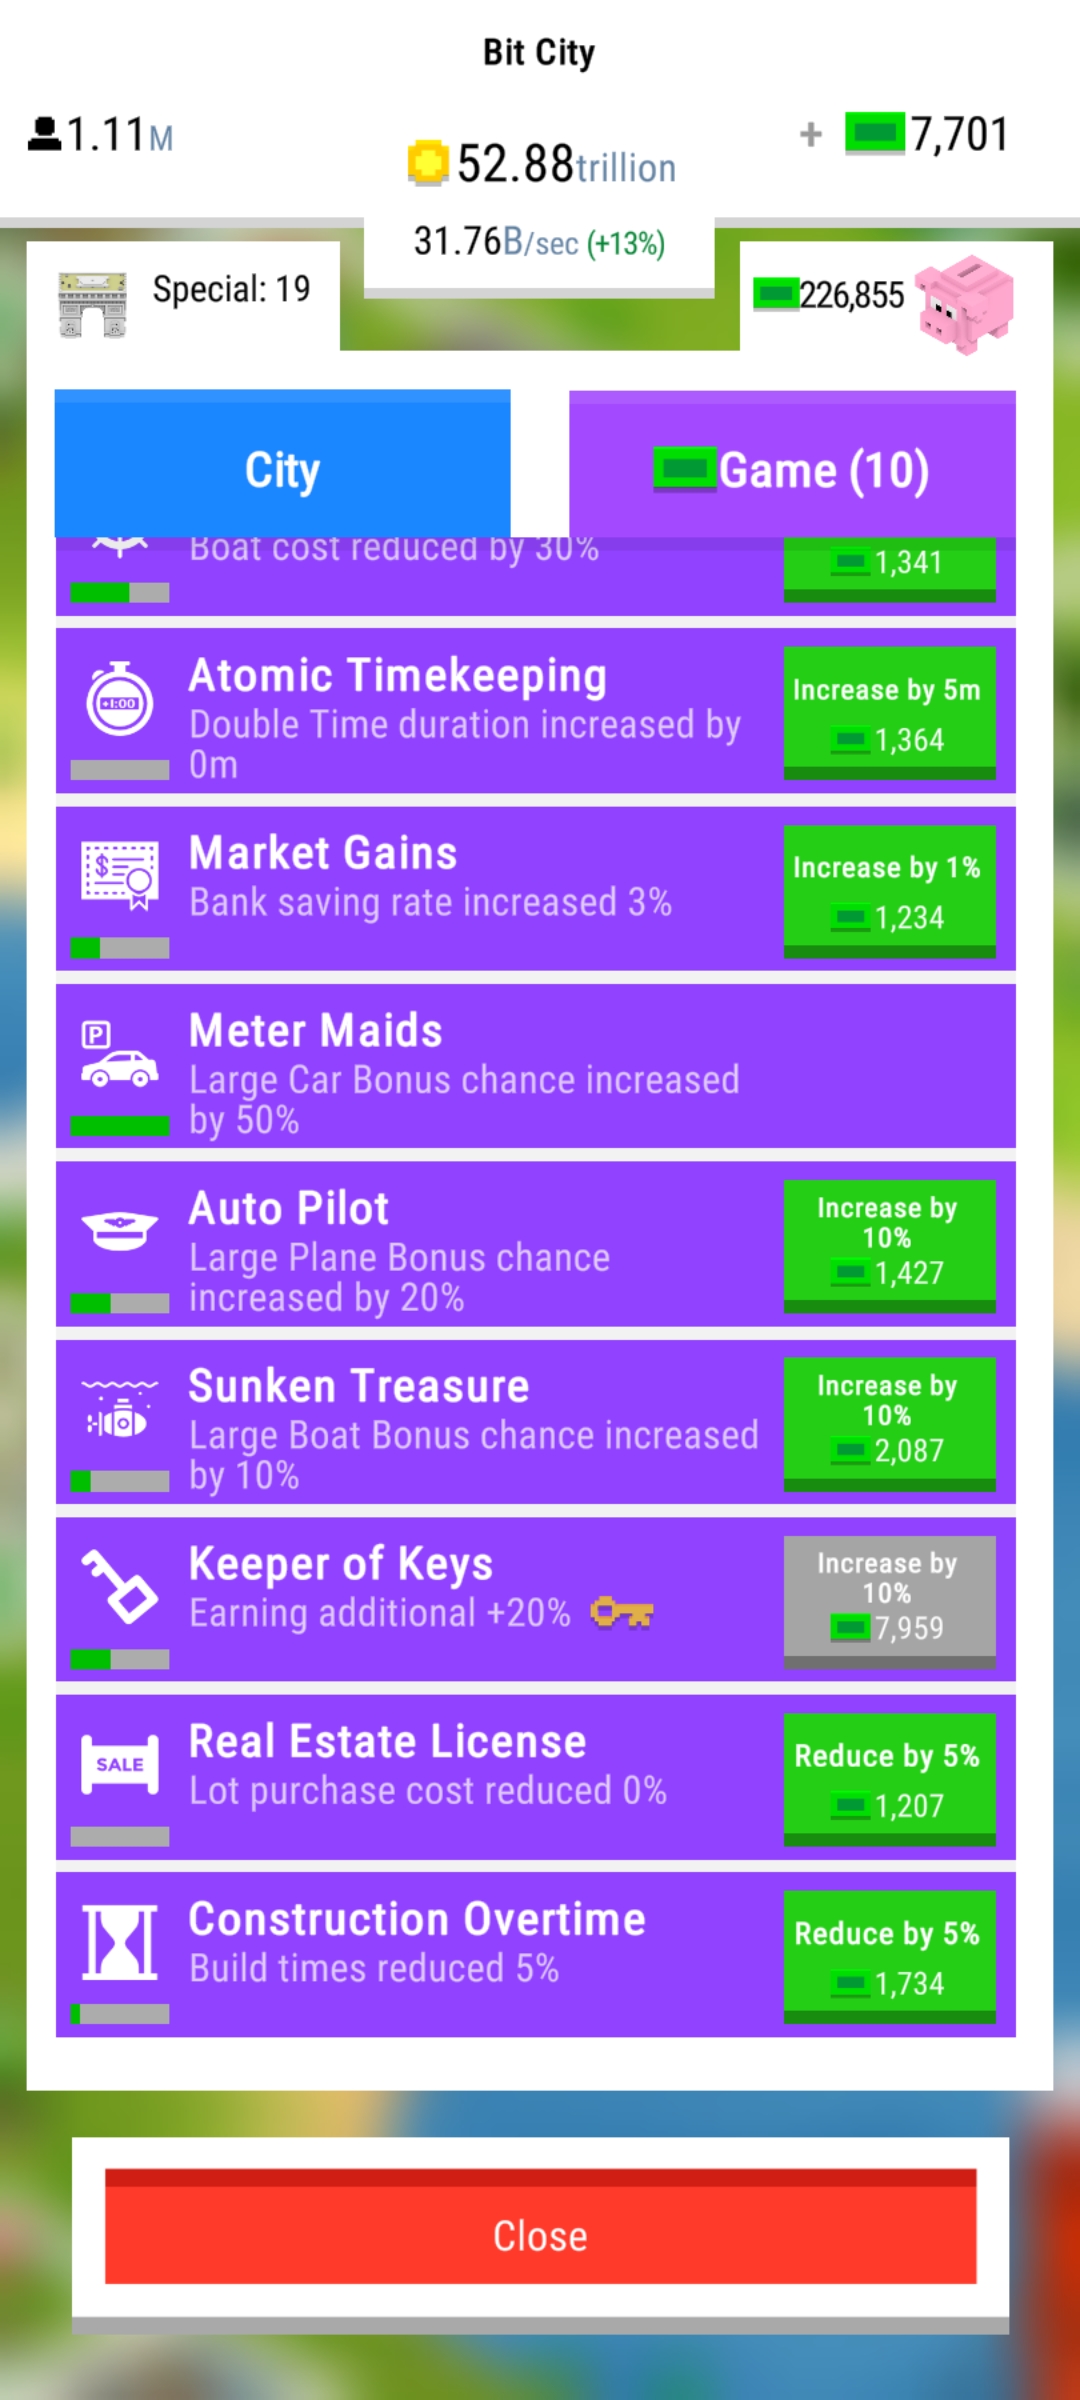 Bit City
1.11M
52.88trillion
+ 7,701
31.76B/sec (+13%)
Special: 19
226,855
City
Game (10)
Boat cost reduced by 30%
1,341
Atomic Timekeeping
Double Time duration increased by
0m
Increase by 5m
1,364
+1:00
Market Gains
Bank saving rate increased 3%
Increase by 1%
1,234
$
Meter Maids
Large Car Bonus chance increased
by 50%
P
Auto Pilot
Large Plane Bonus chance
increased by 20%
Increase by
10%
1,427
Sunken Treasure
Large Boat Bonus chance increased
by 10%
Increase by
10%
2,087
Keeper of Keys
Earning additional +20%
Increase by
10%
7,959
Real Estate License
Lot purchase cost reduced 0%
SALE
Reduce by 5%
1,207
Construction Overtime
Build times reduced 5%
Reduce by 5%
1,734
Close